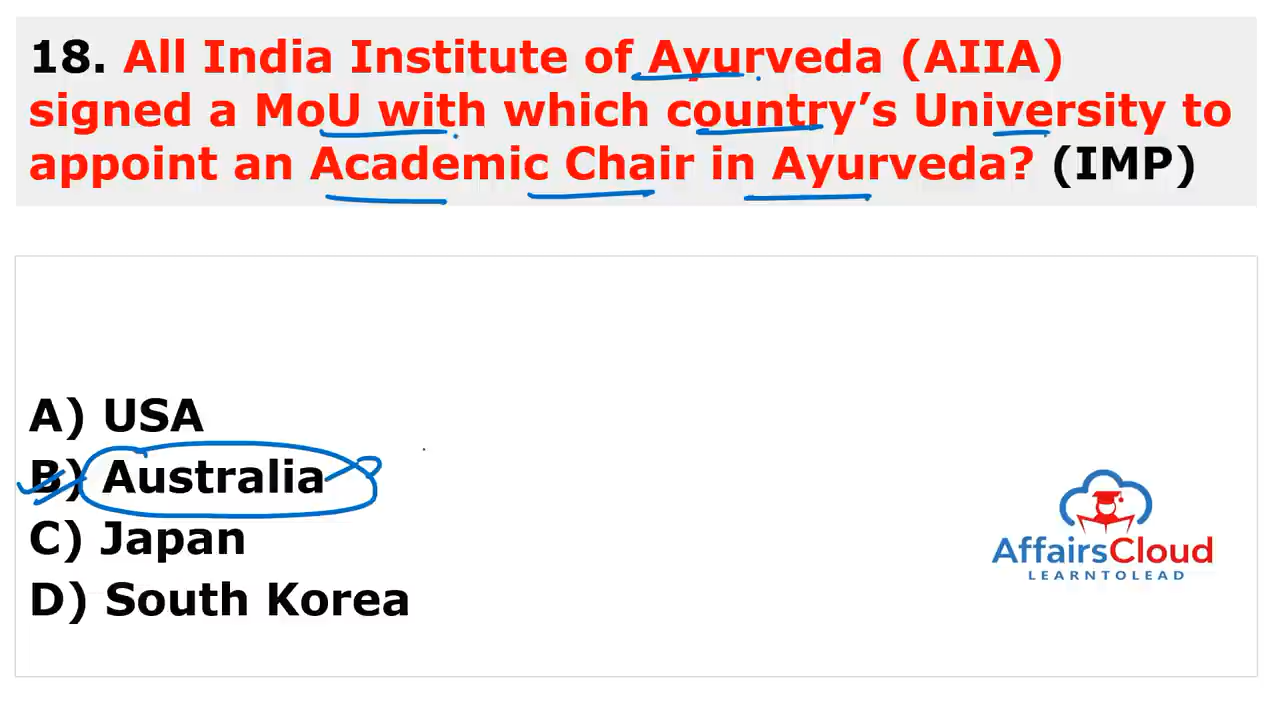 18. All India Institute of Ayurveda (AIIA)
signed a MoU with which country’s University to
appoint an Academic Chair in Ayurveda? (IMP)
A) USA
B) Australia
C) Japan
D) South Korea
AffairsCloud
LEARNTOLEAD